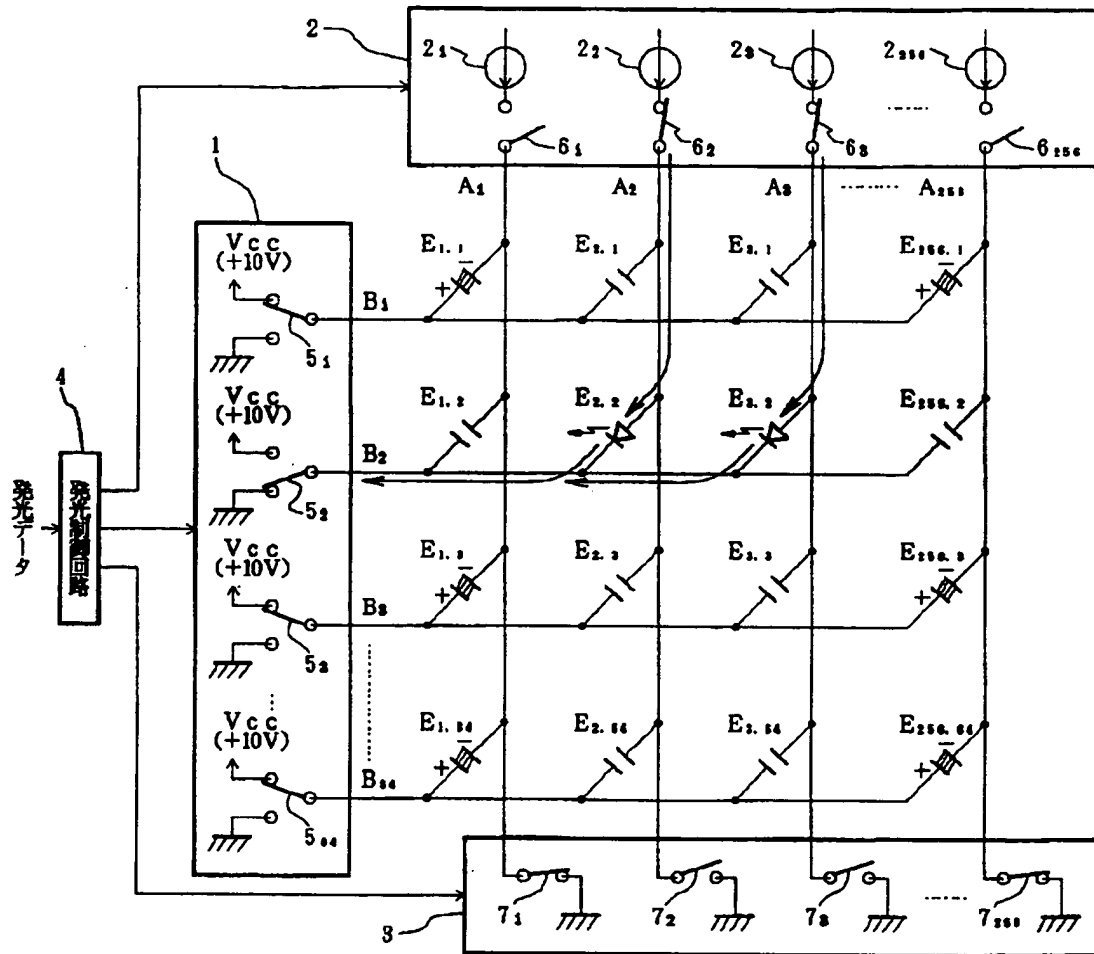 2
2₁
2₂
2₃
2₂₅₆
6₁
6₂
6₃
6₂₅₆
A₁
A₂
A₃
1
Vcc
(+10V)
5₁
B₁
E₁.₁
E₂.₁
E₃.₁
E₂₅₆.₁
4
発光データ
発光制御回路
Vcc
(+10V)
5₂
B₂
E₁.₂
E₂.₂
E₃.₂
E₂₅₆.₂
Vcc
(+10V)
B₃
E₁.₃
E₂.₃
E₃.₃
E₂₅₆.₃
Vcc
(+10V)
5₆₄
B₆₄
E₁.₆₄
E₂.₆₄
E₃.₆₄
E₂₅₆.₆₄
3
7₁
7₂
7₃